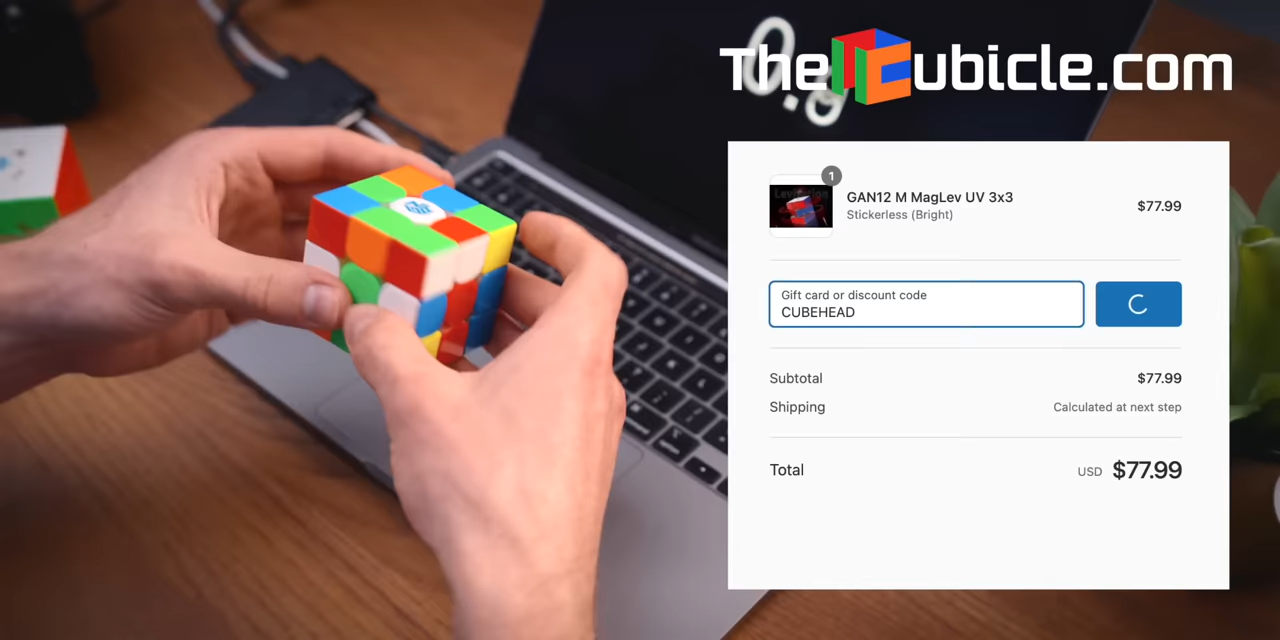 TheCubicle.com
1
GAN12 M MagLev UV 3x3
Stickerless (Bright)
$77.99
Gift card or discount code
CUBEHEAD
Subtotal
$77.99
Shipping
Calculated at next step
Total
USD $77.99